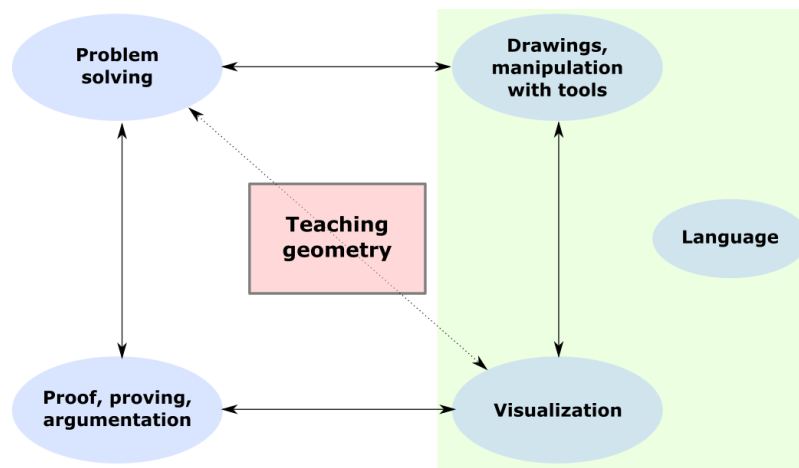 Problem
solving
Drawings,
manipulation
with tools
Teaching
geometry
Language
Proof, proving,
argumentation
Visualization